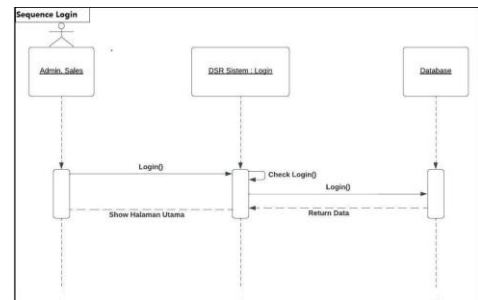 Sequence Login
Admin, Sales
DSR Sistem : Login
Database
Login()
Check Login()
Login()
Show Halaman Utama
Return Data